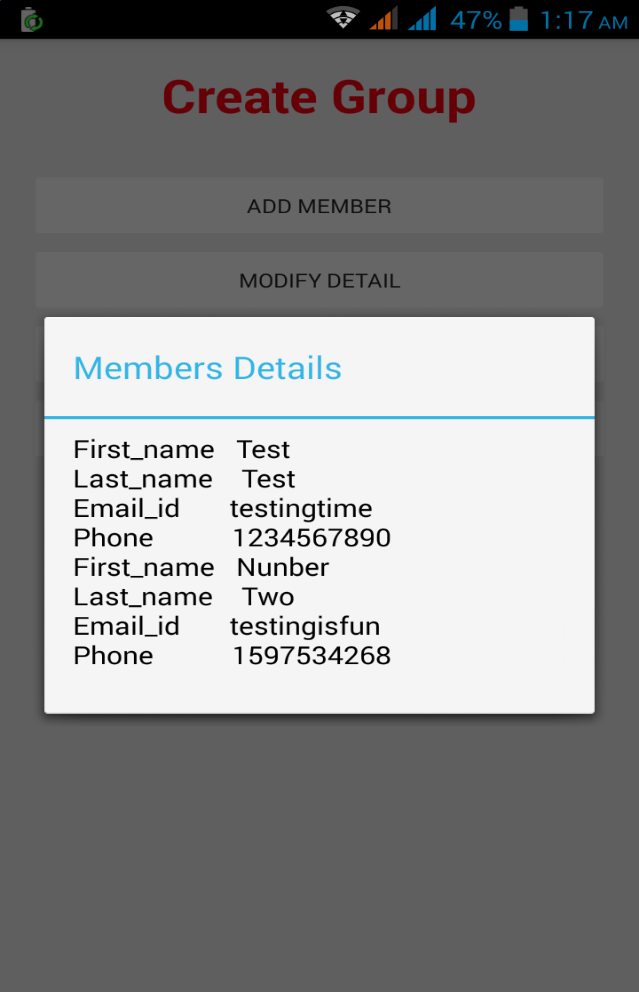 47% 1:17 AM
Create Group
ADD MEMBER
MODIFY DETAIL
Members Details
First_name Test
Last_name Test
Email_id testingtime
Phone 1234567890
First_name Nunber
Last_name Two
Email_id testingisfun
Phone 1597534268